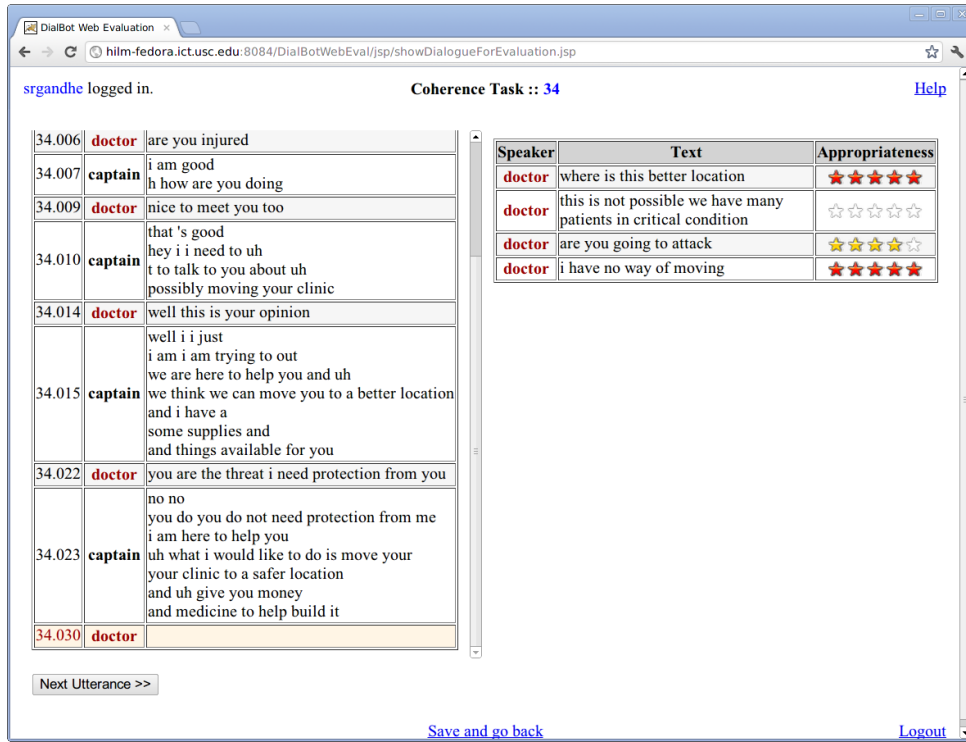 DialBot Web Evaluation
hilm-fedora.ict.usc.edu:8084/DialBotWebEval/jsp/showDialogueForEvaluation.jsp
srgandhe logged in.
Coherence Task :: 34
Help
34.006 doctor are you injured
34.007 captain i am good
h how are you doing
34.009 doctor nice to meet you too
34.010 captain that 's good
hey i i need to uh
t to talk to you about uh
possibly moving your clinic
34.014 doctor well this is your opinion
34.015 captain well i i just
i am i am trying to out
we are here to help you and uh
we think we can move you to a better location
and i have a
some supplies and
and things available for you
34.022 doctor you are the threat i need protection from you
34.023 captain no no
you do you do not need protection from me
i am here to help you
uh what i would like to do is move your
your clinic to a safer location
and uh give you money
and medicine to help build it
34.030 doctor
Speaker Text Appropriateness
doctor where is this better location
doctor this is not possible we have many
patients in critical condition
doctor are you going to attack
doctor i have no way of moving
Next Utterance >>
Save and go back
Logout